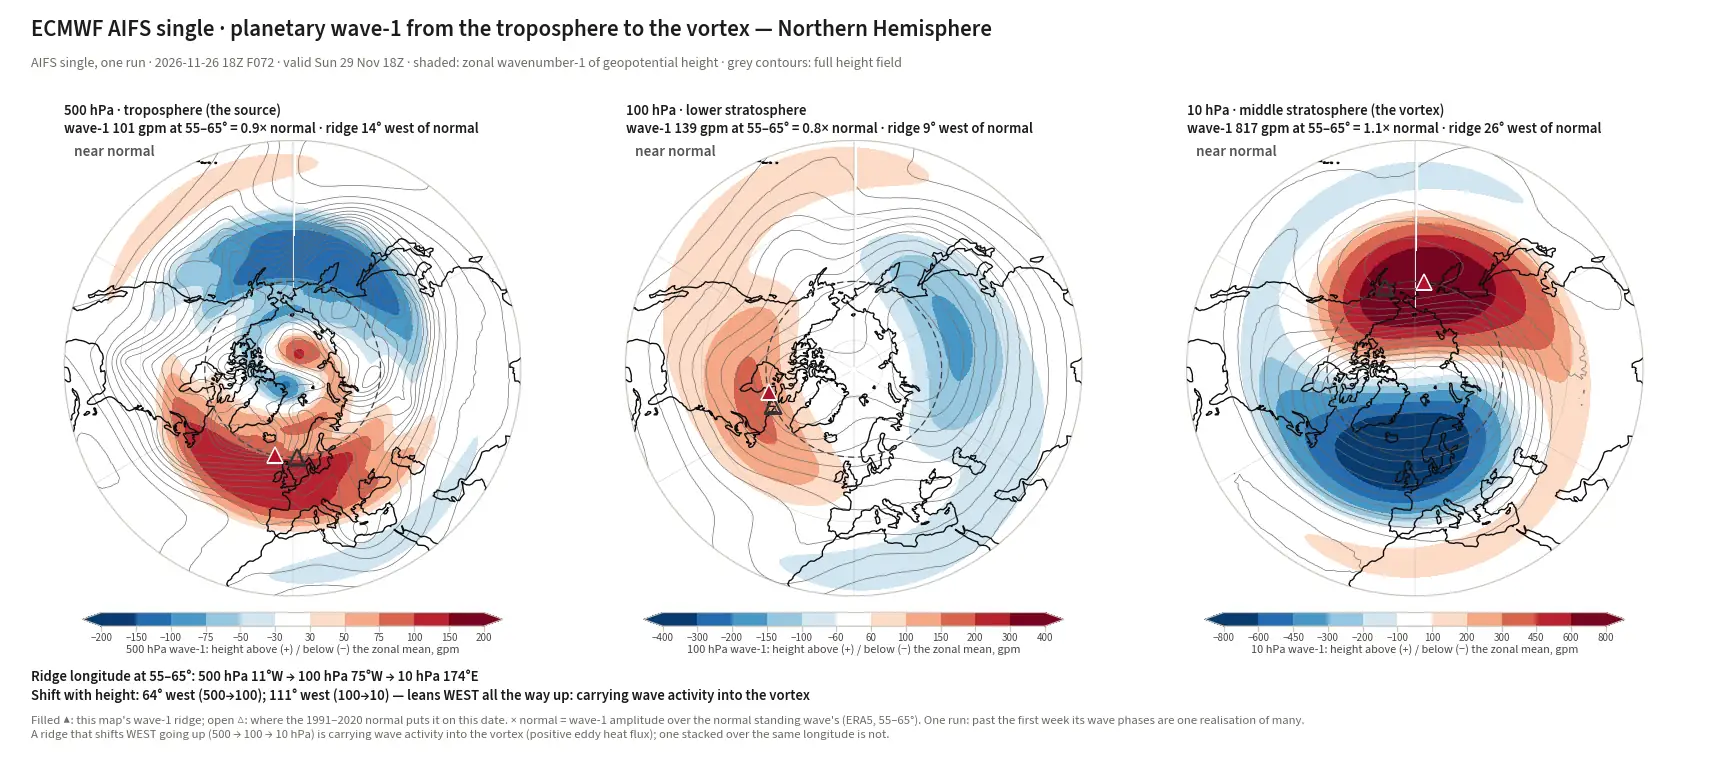 ECMWF AIFS single · planetary wave-1 from the troposphere to the vortex — Northern Hemisphere
AIFS single, one run · 2026-11-26 18Z F072 · valid Sun 29 Nov 18Z · shaded: zonal wavenumber-1 of geopotential height · grey contours: full height field
500 hPa · troposphere (the source)
wave-1 101 gpm at 55–65° = 0.9× normal · ridge 14° west of normal
near normal
100 hPa · lower stratosphere
wave-1 139 gpm at 55–65° = 0.8× normal · ridge 9° west of normal
near normal
10 hPa · middle stratosphere (the vortex)
wave-1 817 gpm at 55–65° = 1.1× normal · ridge 26° west of normal
near normal
−200 −150 −100 −75 −50 −30 30 50 75 100 150 200
500 hPa wave-1: height above (+) / below (−) the zonal mean, gpm
−400 −300 −200 −150 −100 −60 60 100 150 200 300 400
100 hPa wave-1: height above (+) / below (−) the zonal mean, gpm
−800 −600 −450 −300 −200 −100 100 200 300 450 600 800
10 hPa wave-1: height above (+) / below (−) the zonal mean, gpm
Ridge longitude at 55–65°: 500 hPa 11°W → 100 hPa 75°W → 10 hPa 174°E
Shift with height: 64° west (500→100); 111° west (100→10) — leans WEST all the way up: carrying wave activity into the vortex
Filled ▲: this map's wave-1 ridge; open △: where the 1991–2020 normal puts it on this date. × normal = wave-1 amplitude over the normal standing wave's (ERA5, 55–65°). One run: past the first week its wave phases are one realisation of many.
A ridge that shifts WEST going up (500 → 100 → 10 hPa) is carrying wave activity into the vortex (positive eddy heat flux); one stacked over the same longitude is not.